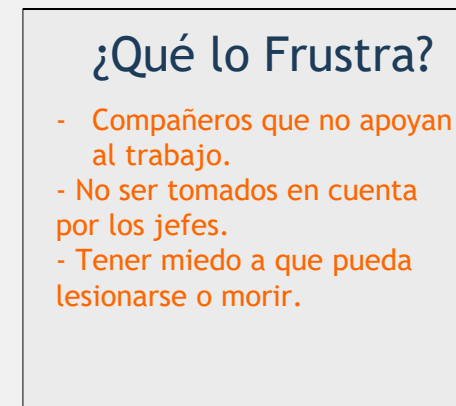 ¿Qué lo Frustra?
- Compañeros que no apoyan
al trabajo.
- No ser tomados en cuenta
por los jefes.
- Tener miedo a que pueda
lesionarse o morir.